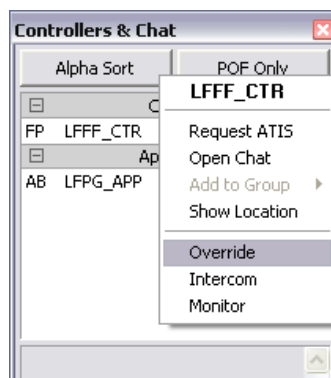 Controllers & Chat
Alpha Sort
POF Only
LFFF_CTR
C
FP LFFF_CTR
Request ATIS
Open Chat
Ap
AB LFPG_APP
Add to Group
Show Location
Override
Intercom
Monitor